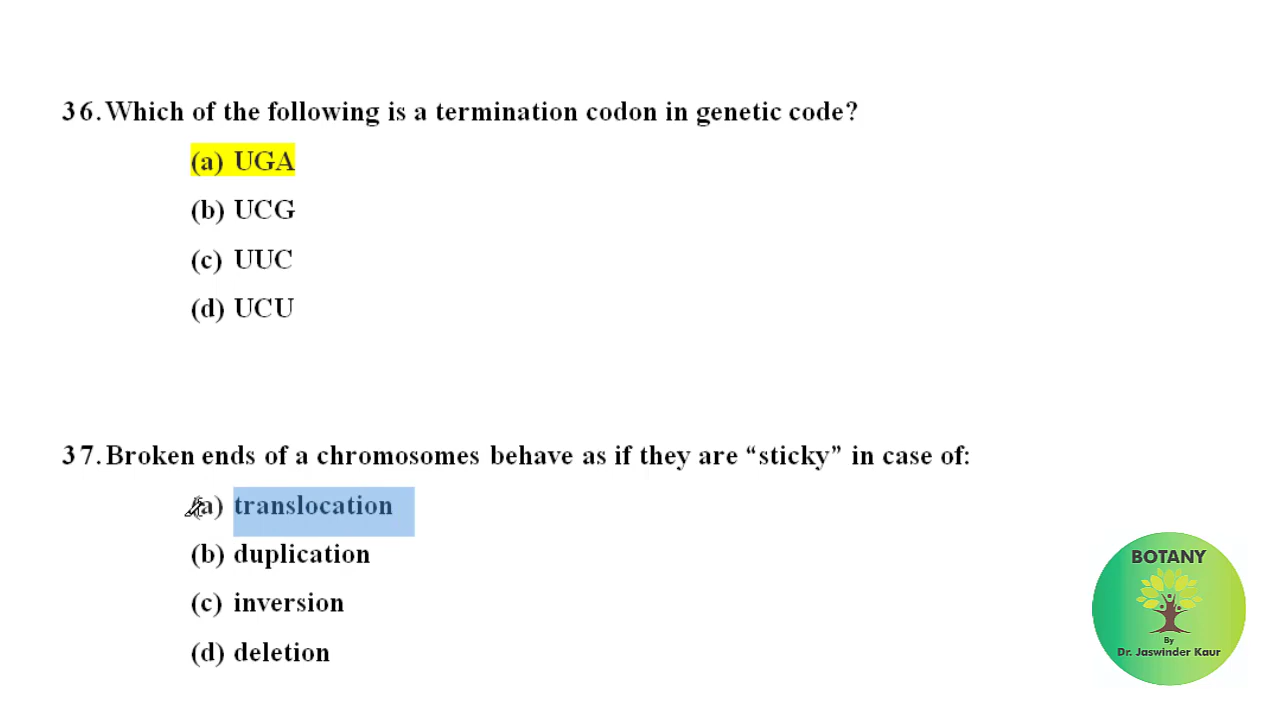 36. Which of the following is a termination codon in genetic code?
(a) UGA
(b) UCG
(c) UUC
(d) UCU
37. Broken ends of a chromosomes behave as if they are “sticky” in case of:
(a) translocation
(b) duplication
(c) inversion
(d) deletion
BOTANY
By
Dr. Jaswinder Kaur